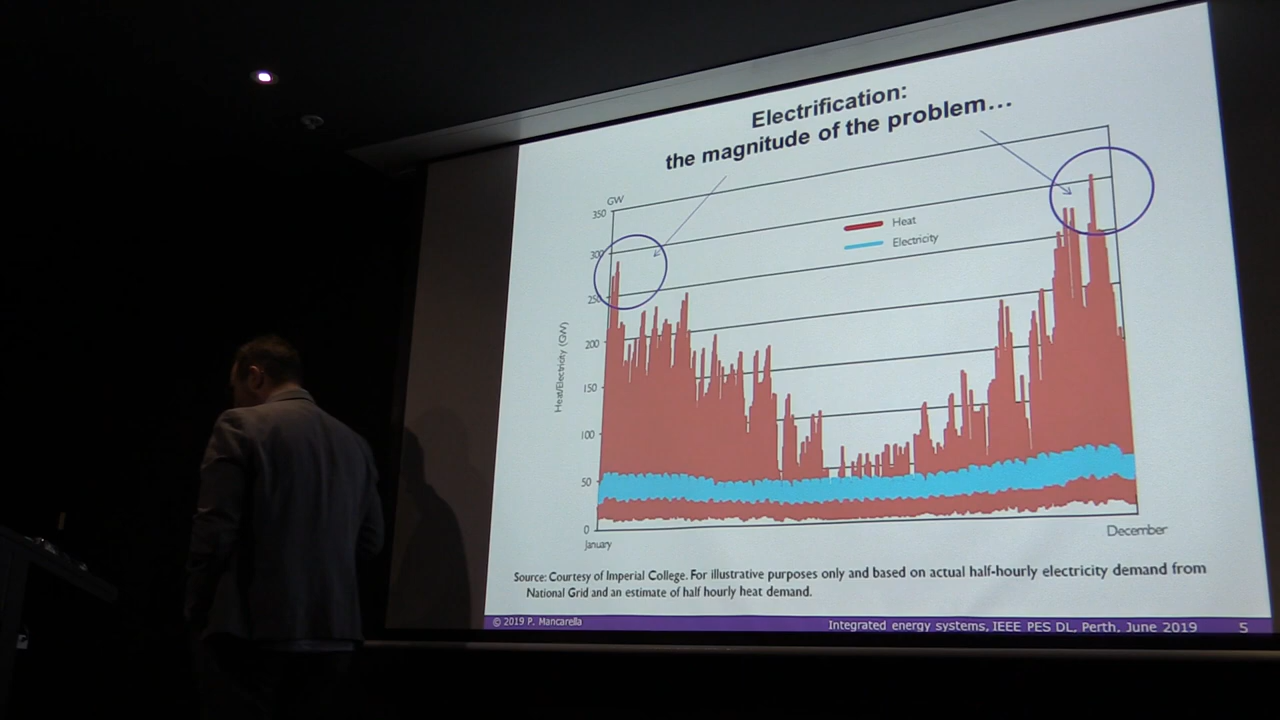 Electrification:
the magnitude of the problem…
GW
350
300
250
200
150
100
50
0
Heat/Electricity (GW)
Heat
Electricity
January
December
Source: Courtesy of Imperial College. For illustrative purposes only and based on actual half-hourly electricity demand from
National Grid and an estimate of half hourly heat demand.
© 2019 P. Mancarella
Integrated energy systems, IEEE PES DL, Perth, June 2019
5